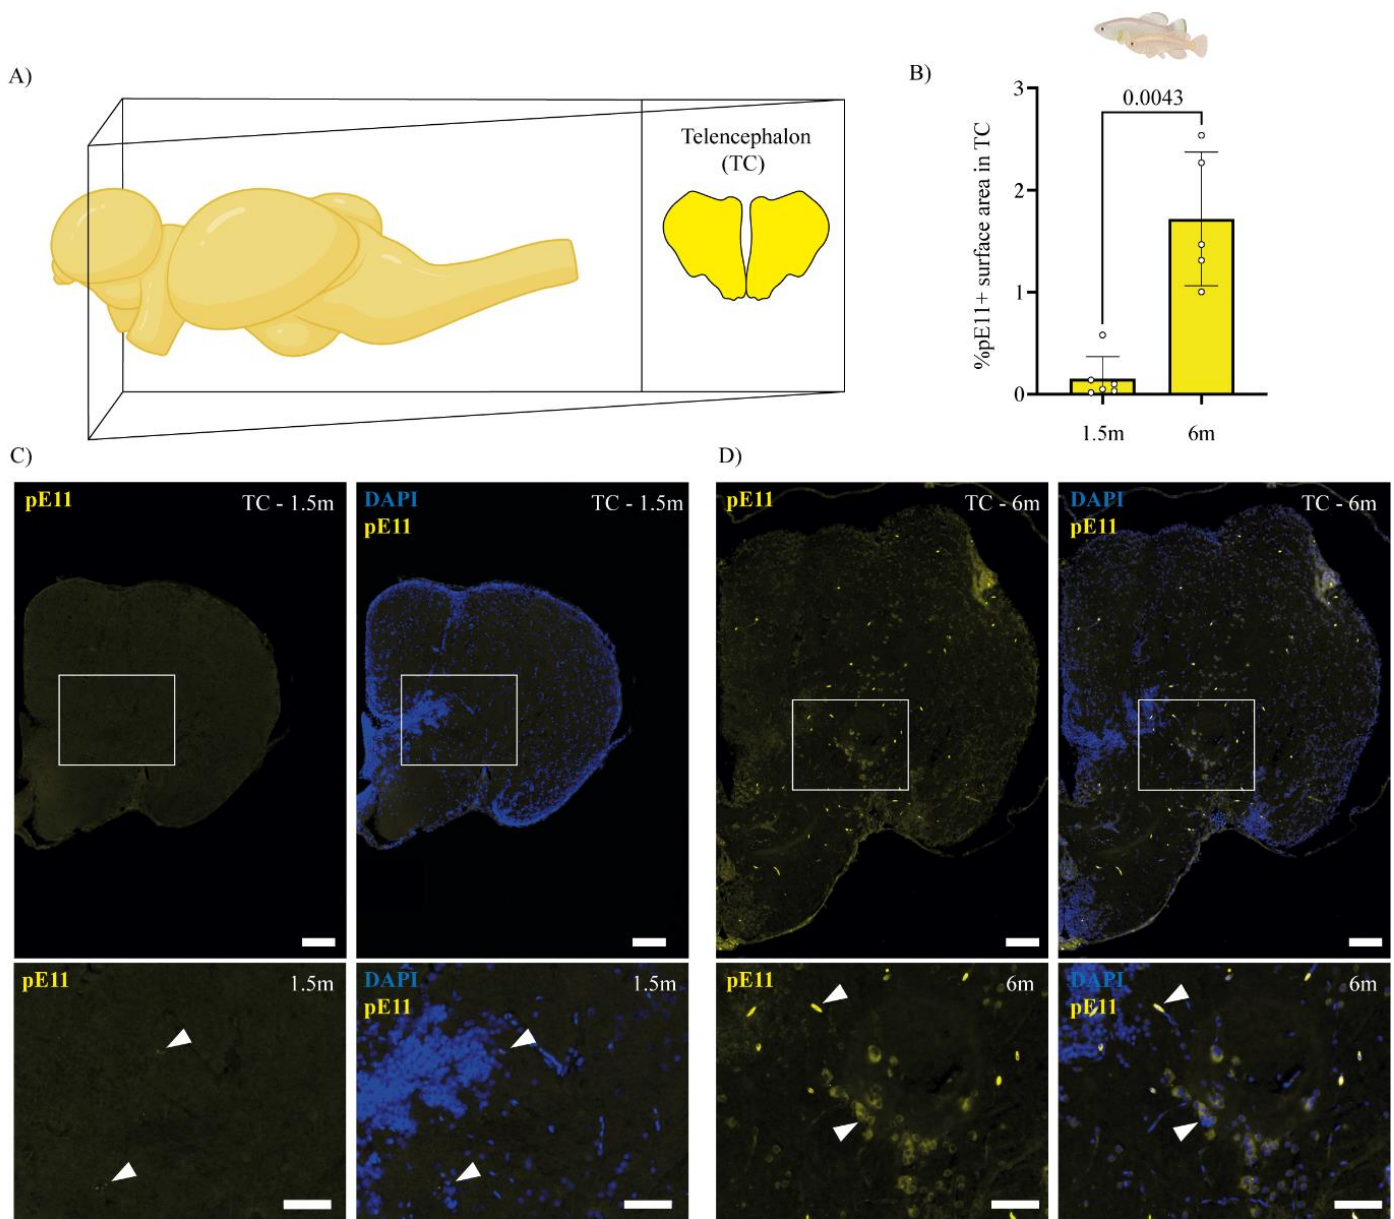 A)
Telencephalon
(TC)
B)
0.0043
%pE11+ surface area in TC
3
2
1
0
1.5m
6m
C)
pE11
TC - 1.5m
DAPI
pE11
TC - 1.5m
D)
pE11
TC - 6m
DAPI
pE11
TC - 6m
pE11
1.5m
DAPI
pE11
1.5m
pE11
6m
DAPI
pE11
6m